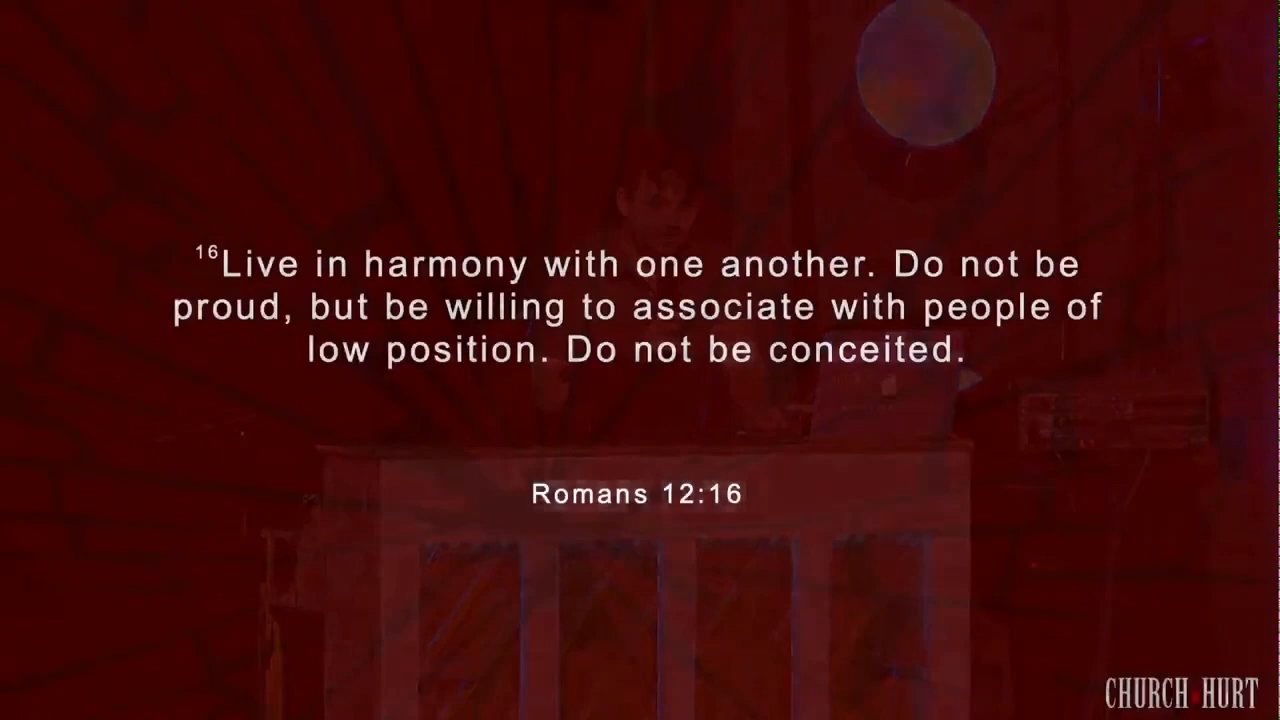 16Live in harmony with one another. Do not be
proud, but be willing to associate with people of
low position. Do not be conceited.
Romans 12:16
CHURCH HURT